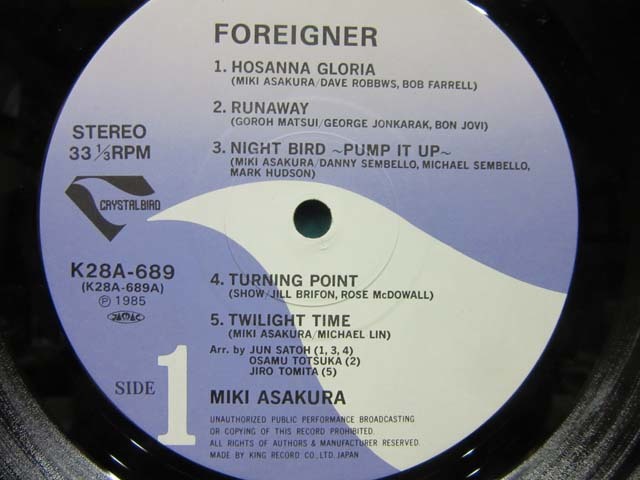 FOREIGNER
1. HOSANNA GLORIA
(MIKI ASAKURA/DAVE ROBBWS, BOB FARRELL)
2. RUNAWAY
(GOROH MATSUI/GEORGE JONKARAK, BON JOVI)
3. NIGHT BIRD ~PUMP IT UP~
(MIKI ASAKURA/DANNY SEMBELLO, MICHAEL SEMBELLO,
MARK HUDSON)
STEREO
33 1/3 RPM
CRYSTAL BIRD
K28A-689
(K28A-689A)
Ⓟ 1985
JASRAC
4. TURNING POINT
(SHOW/JILL BRIFON, ROSE McDOWALL)
5. TWILIGHT TIME
(MIKI ASAKURA/MICHAEL LIN)
Arr. by JUN SATOH (1, 3, 4)
OSAMU TOTSUKA (2)
JIRO TOMITA (5)
SIDE 1
MIKI ASAKURA
UNAUTHORIZED PUBLIC PERFORMANCE BROADCASTING
OR COPYING OF THIS RECORD PROHIBITED.
ALL RIGHTS OF AUTHORS & MANUFACTURER RESERVED.
MADE BY KING RECORD CO., LTD. JAPAN